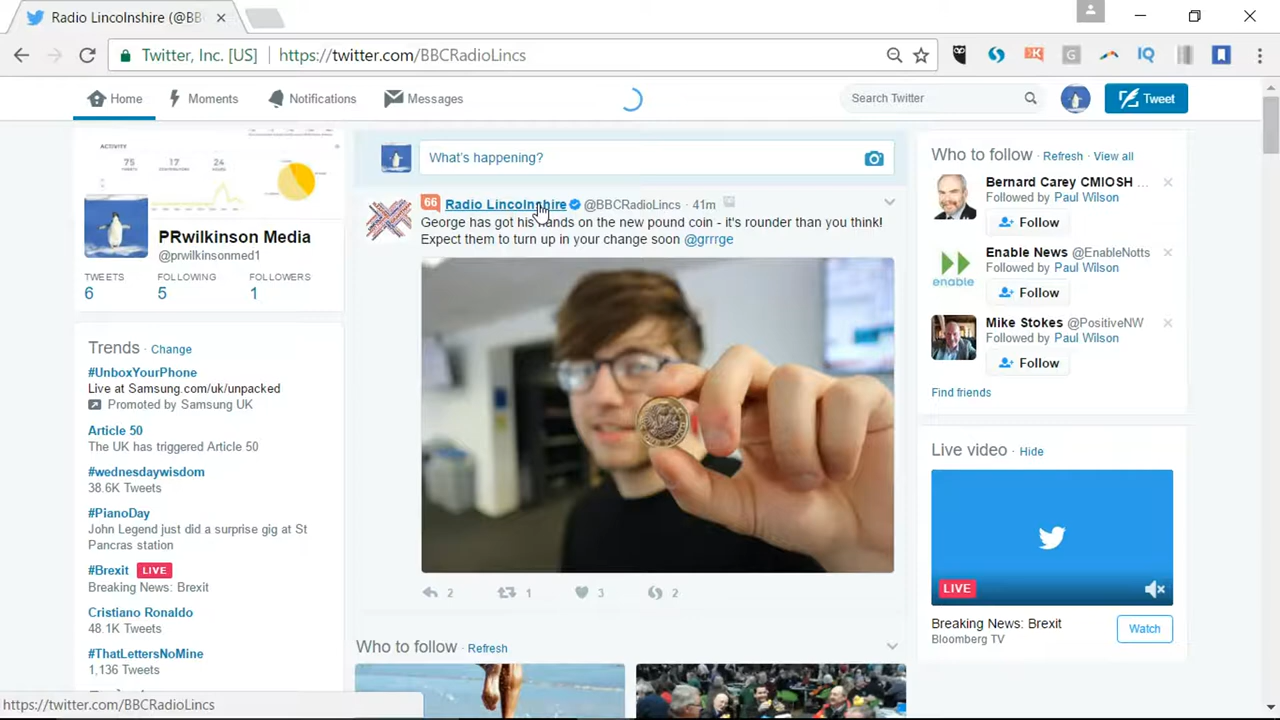 Radio Lincolnshire (@BB
Twitter, Inc. [US] https://twitter.com/BBCRadioLincs
Home Moments Notifications Messages Search Twitter Tweet
ACTIVITY
75 17 24
PRwilkinson Media
@prwilkinsonmed1
TWEETS FOLLOWING FOLLOWERS
6 5 1
Trends · Change
#UnboxYourPhone
Live at Samsung.com/uk/unpacked
Promoted by Samsung UK
Article 50
The UK has triggered Article 50
#wednesdaywisdom
38.6K Tweets
#PianoDay
John Legend just did a surprise gig at St
Pancras station
#Brexit LIVE
Breaking News: Brexit
Cristiano Ronaldo
48.1K Tweets
#ThatLettersNoMine
1,136 Tweets
What's happening?
66 Radio Lincolnshire @BBCRadioLincs · 41m
George has got his hands on the new pound coin - it's rounder than you think!
Expect them to turn up in your change soon @grrrge
2 1 3 2
Who to follow · Refresh
Who to follow · Refresh · View all
Bernard Carey CMIOSH ...
Followed by Paul Wilson
Follow
Enable News @EnableNotts
Followed by Paul Wilson
enable
Follow
Mike Stokes @PositiveNW
Followed by Paul Wilson
Follow
Find friends
Live video · Hide
LIVE
Breaking News: Brexit
Bloomberg TV
Watch
https://twitter.com/BBCRadioLincs